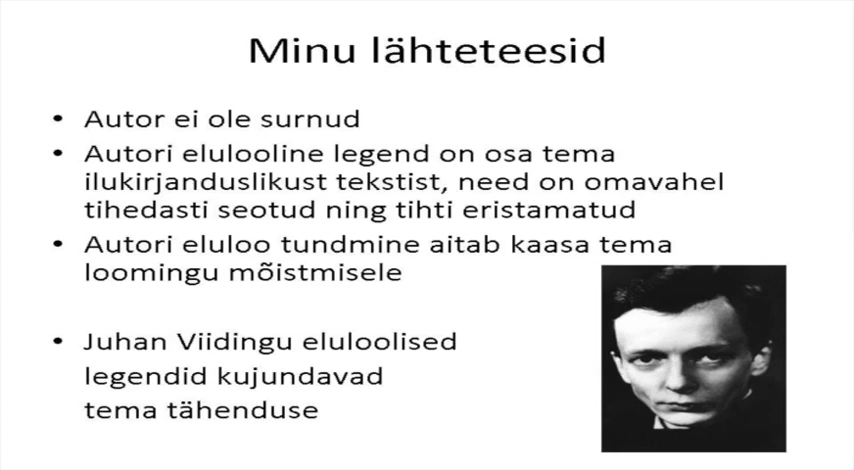 Minu lähteteesid
• Autor ei ole surnud
• Autori elulooline legend on osa tema
ilukirjanduslikust tekstist, need on omavahel
tihedasti seotud ning tihti eristamatud
• Autori eluloo tundmine aitab kaasa tema
loomingu mõistmisele
• Juhan Viidingu eluloolised
legendid kujundavad
tema tähenduse